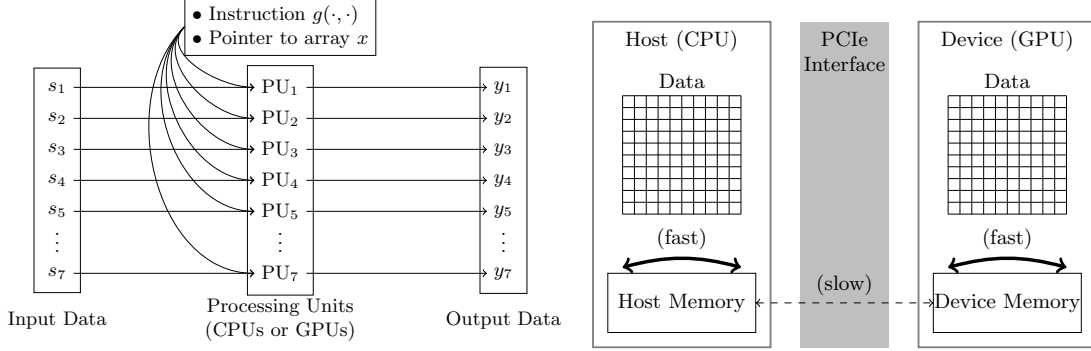 • Instruction g(·, ·)
• Pointer to array x
s₁ PU₁ y₁
s₂ PU₂ y₂
s₃ PU₃ y₃
s₄ PU₄ y₄
s₅ PU₅ y₅
⋮ ⋮ ⋮
s₇ PU₇ y₇
Input Data
Processing Units
(CPUs or GPUs)
Output Data
Host (CPU)
Data
(fast)
Host Memory
PCIe
Interface
(slow)
Device (GPU)
Data
(fast)
Device Memory